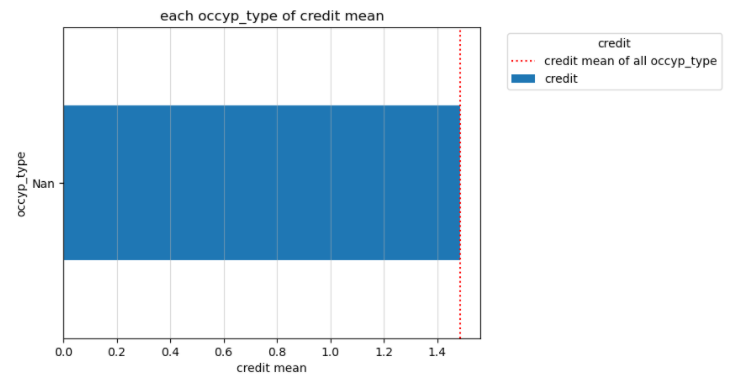 each occyp_type of credit mean
occyp_type
Nan
0.0 0.2 0.4 0.6 0.8 1.0 1.2 1.4
credit mean
credit
credit mean of all occyp_type
credit